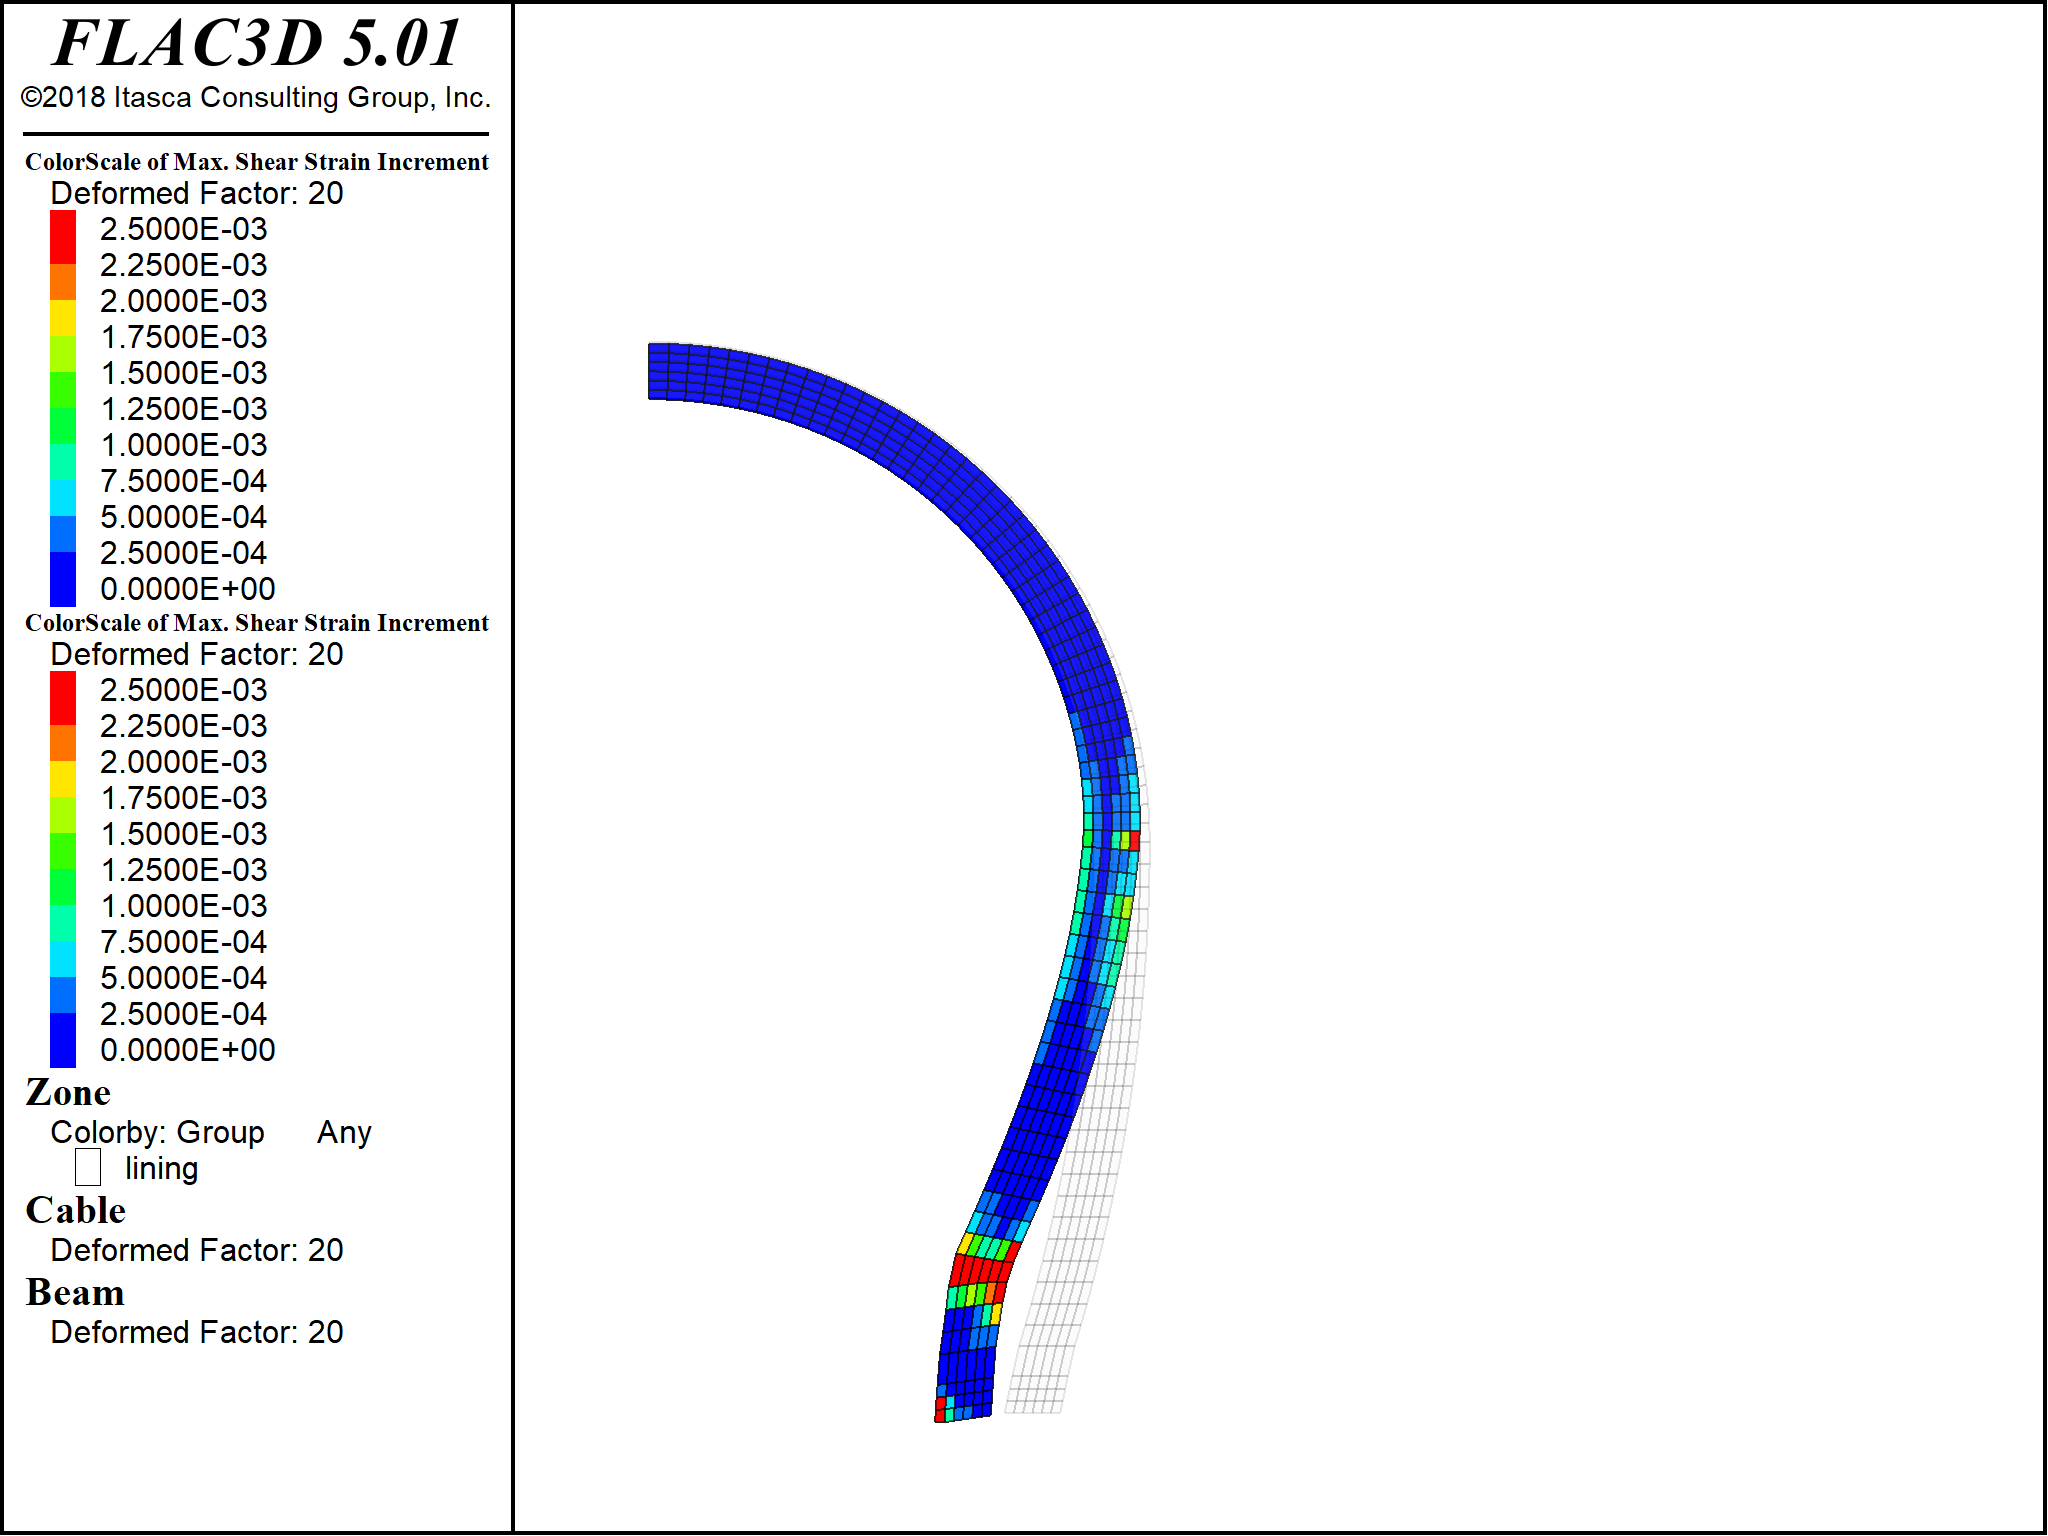 FLAC3D 5.01
©2018 Itasca Consulting Group, Inc.
ColorScale of Max. Shear Strain Increment
Deformed Factor: 20
2.5000E-03
2.2500E-03
2.0000E-03
1.7500E-03
1.5000E-03
1.2500E-03
1.0000E-03
7.5000E-04
5.0000E-04
2.5000E-04
0.0000E+00
ColorScale of Max. Shear Strain Increment
Deformed Factor: 20
2.5000E-03
2.2500E-03
2.0000E-03
1.7500E-03
1.5000E-03
1.2500E-03
1.0000E-03
7.5000E-04
5.0000E-04
2.5000E-04
0.0000E+00
Zone
Colorby: Group Any
lining
Cable
Deformed Factor: 20
Beam
Deformed Factor: 20